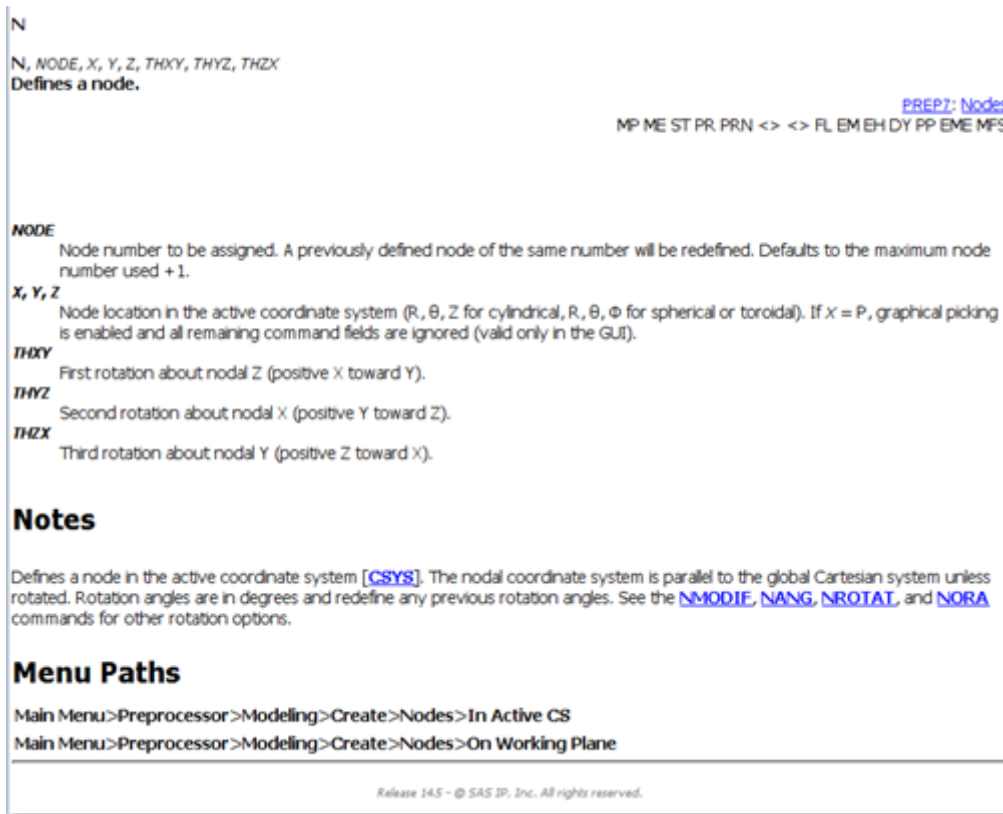 N
N, NODE, X, Y, Z, THXY, THYZ, THZX
Defines a node.
PREP7: Nodes
MP ME ST PR PRN <> <> FL EM EH DY PP EME MFS
NODE
Node number to be assigned. A previously defined node of the same number will be redefined. Defaults to the maximum node
number used + 1.
X, Y, Z
Node location in the active coordinate system (R, θ, Z for cylindrical, R, θ, Φ for spherical or toroidal). If X = P, graphical picking
is enabled and all remaining command fields are ignored (valid only in the GUI).
THXY
First rotation about nodal Z (positive X toward Y).
THYZ
Second rotation about nodal X (positive Y toward Z).
THZX
Third rotation about nodal Y (positive Z toward X).
Notes
Defines a node in the active coordinate system [CSYS]. The nodal coordinate system is parallel to the global Cartesian system unless
rotated. Rotation angles are in degrees and redefine any previous rotation angles. See the NMODIF, NANG, NROTAT, and NORA
commands for other rotation options.
Menu Paths
Main Menu>Preprocessor>Modeling>Create>Nodes>In Active CS
Main Menu>Preprocessor>Modeling>Create>Nodes>On Working Plane
Release 14.5 - © SAS IP, Inc. All rights reserved.